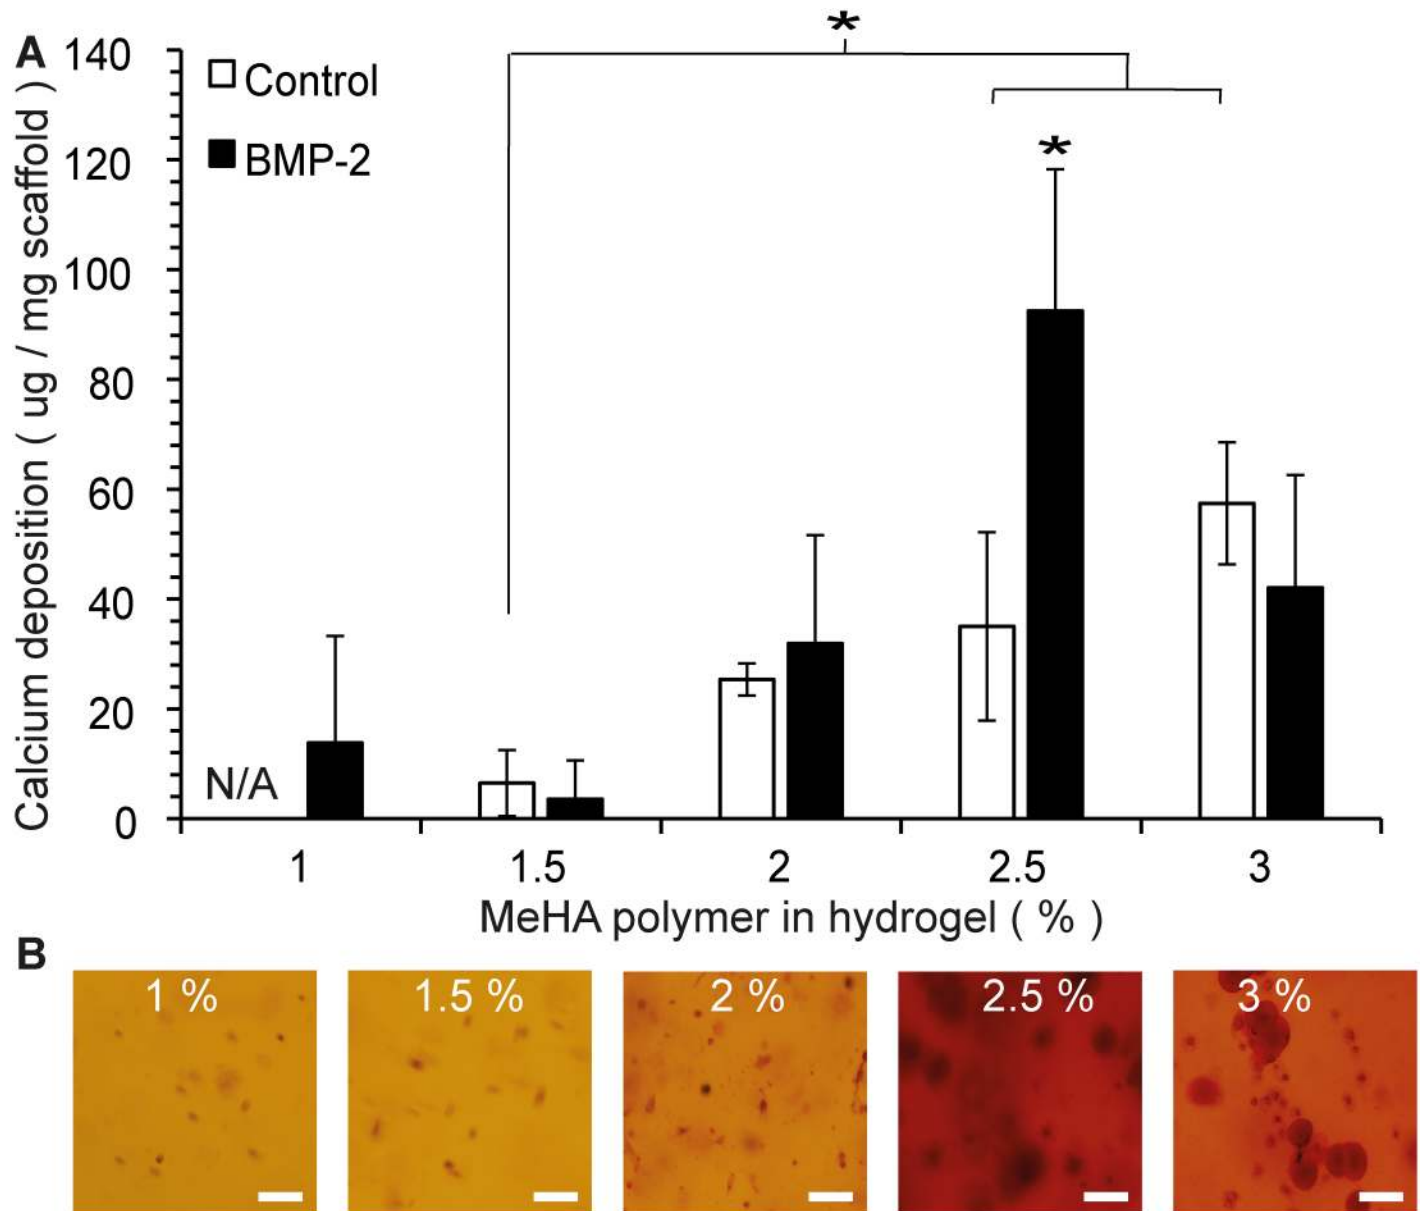 A
*
140
Control
120
BMP-2
*
100
80
60
40
20
N/A
0
Calcium deposition ( ug / mg scaffold )
1 1.5 2 2.5 3
MeHA polymer in hydrogel ( % )
B
1 % 1.5 % 2 % 2.5 % 3 %